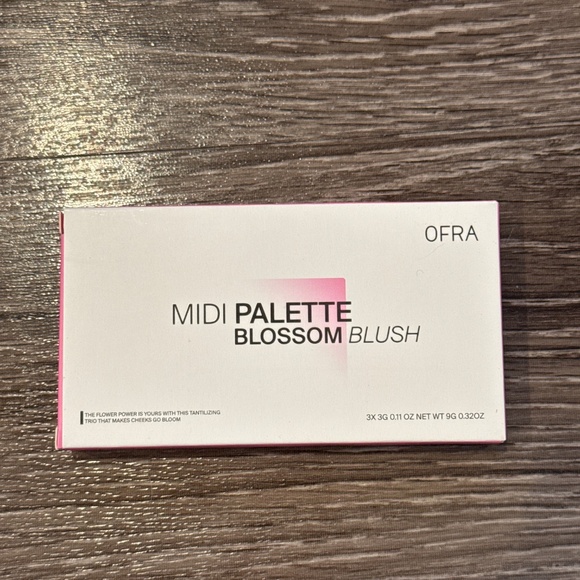 OFRA
MIDI PALETTE
BLOSSOM BLUSH
THE FLOWER POWER IS YOURS WITH THIS TANTILIZING
TRIO THAT MAKES CHEEKS GO BLOOM
3X 3G 0.11 OZ NET WT 9G 0.32OZ